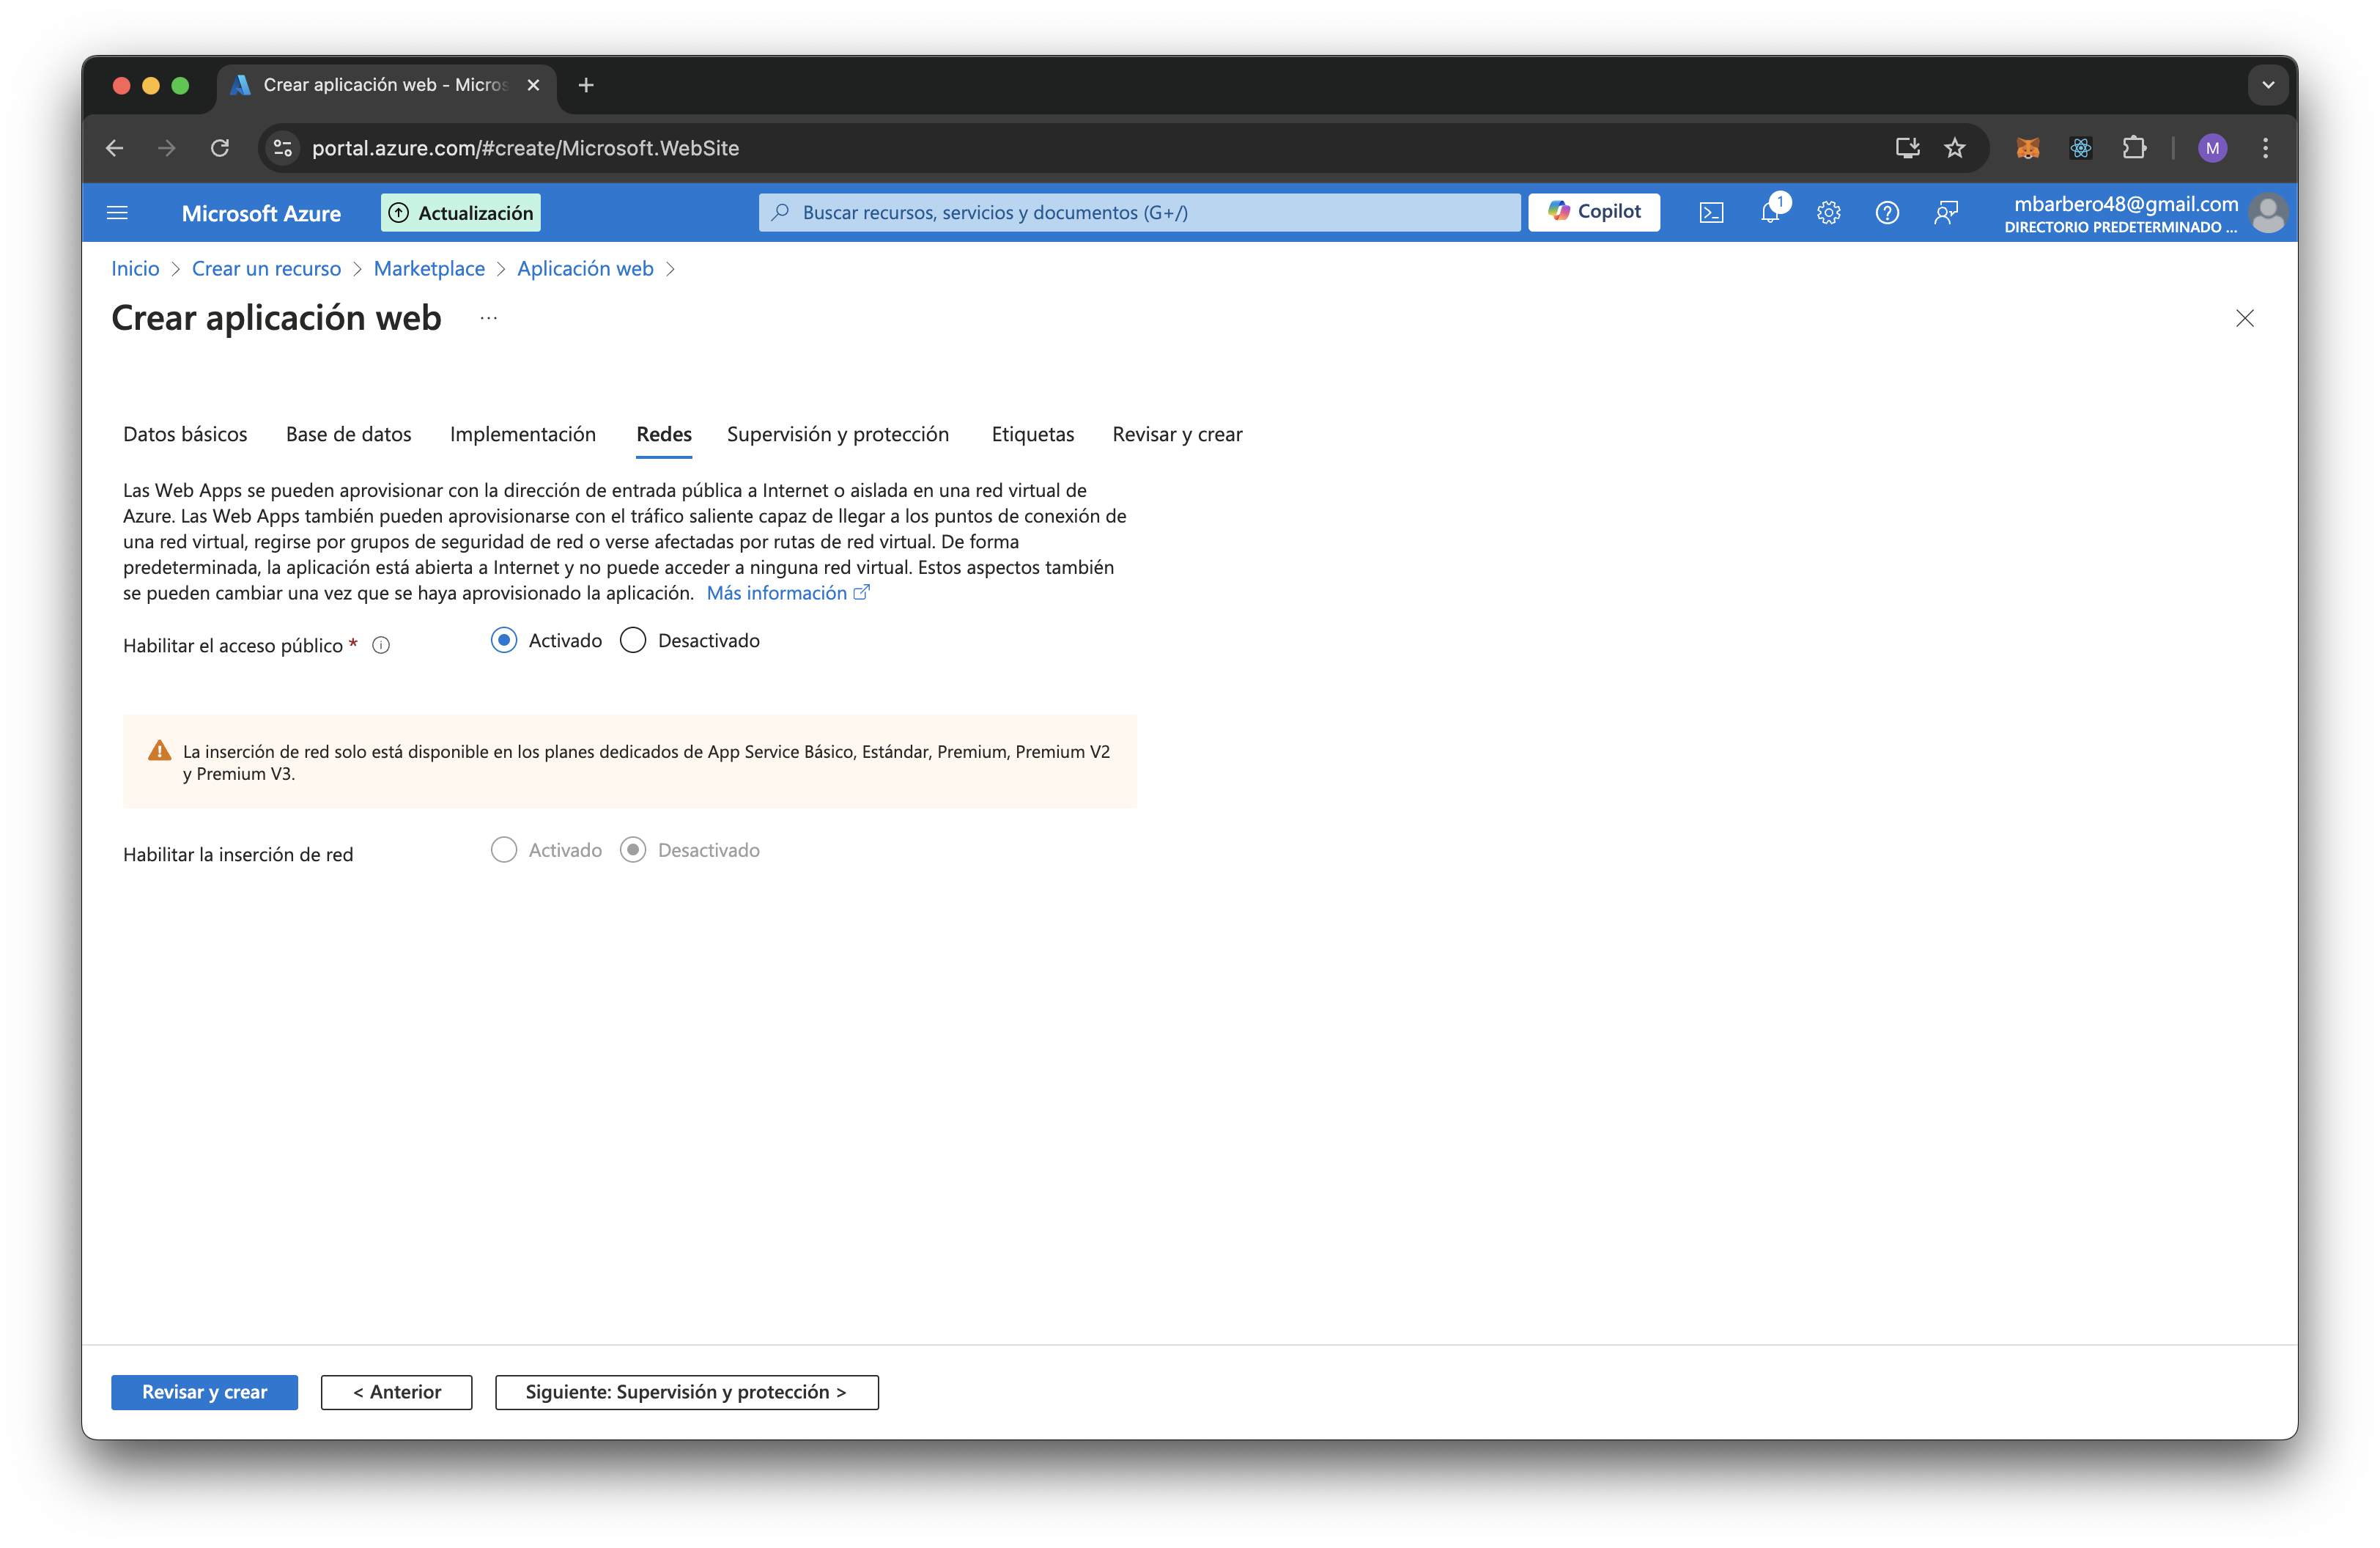 Crear aplicación web - Micros
portal.azure.com/#create/Microsoft.WebSite
M
Microsoft Azure
Actualización
Buscar recursos, servicios y documentos (G+/)
Copilot
1
mbarbero48@gmail.com
DIRECTORIO PREDETERMINADO ...
Inicio > Crear un recurso > Marketplace > Aplicación web >
Crear aplicación web ...
Datos básicos Base de datos Implementación Redes Supervisión y protección Etiquetas Revisar y crear
Las Web Apps se pueden aprovisionar con la dirección de entrada pública a Internet o aislada en una red virtual de
Azure. Las Web Apps también pueden aprovisionarse con el tráfico saliente capaz de llegar a los puntos de conexión de
una red virtual, regirse por grupos de seguridad de red o verse afectadas por rutas de red virtual. De forma
predeterminada, la aplicación está abierta a Internet y no puede acceder a ninguna red virtual. Estos aspectos también
se pueden cambiar una vez que se haya aprovisionado la aplicación. Más información
Habilitar el acceso público * Activado Desactivado
La inserción de red solo está disponible en los planes dedicados de App Service Básico, Estándar, Premium, Premium V2
y Premium V3.
Habilitar la inserción de red Activado Desactivado
Revisar y crear < Anterior Siguiente: Supervisión y protección >